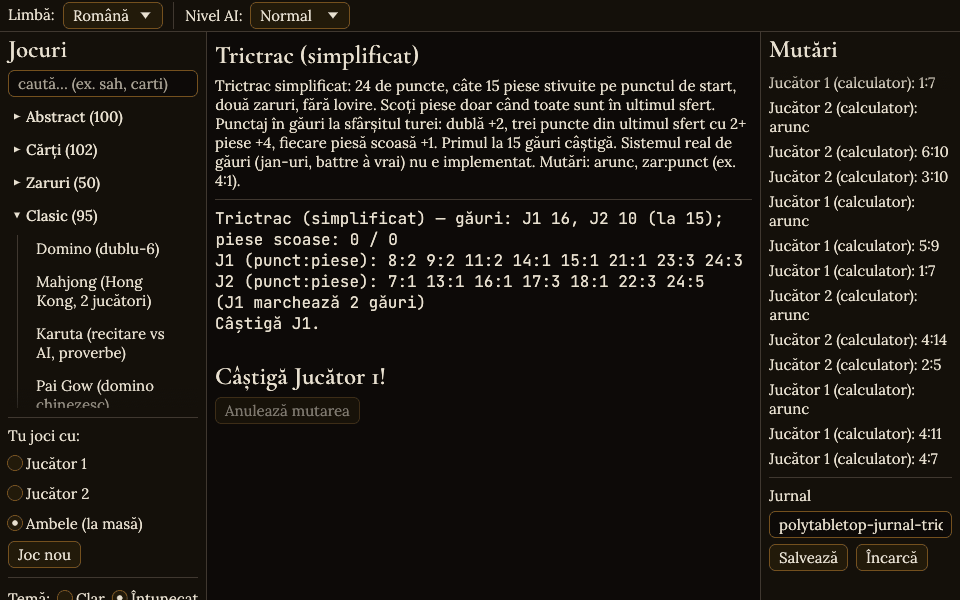 Limbă: Română ▼ Nivel AI: Normal ▼
Jocuri
caută... (ex. sah, carti)
▸ Abstract (100)
▸ Cărți (102)
▸ Zaruri (50)
▾ Clasic (95)
Domino (dublu-6)
Mahjong (Hong
Kong, 2 jucători)
Karuta (recitare vs
AI, proverbe)
Pai Gow (domino
chinezesc)
Tu joci cu:
Jucător 1
Jucător 2
Ambele (la masă)
Joc nou
Temă: Clar Întunecat
Trictrac (simplificat)
Trictrac simplificat: 24 de puncte, câte 15 piese stivuite pe punctul de start,
două zaruri, fără lovire. Scoți piese doar când toate sunt în ultimul sfert.
Punctaj în găuri la sfârșitul turei: dublă +2, trei puncte din ultimul sfert cu 2+
piese +4, fiecare piesă scoasă +1. Primul la 15 găuri câștigă. Sistemul real de
găuri (jan-uri, battre à vrai) nu e implementat. Mutări: arunc, zar:punct (ex.
4:1).
Trictrac (simplificat) — găuri: J1 16, J2 10 (la 15);
piese scoase: 0 / 0
J1 (punct:piese): 8:2 9:2 11:2 14:1 15:1 21:1 23:3 24:3
J2 (punct:piese): 7:1 13:1 16:1 17:3 18:1 22:3 24:5
(J1 marchează 2 găuri)
Câștigă J1.
Câștigă Jucător 1!
Anulează mutarea
Mutări
Jucător 1 (calculator): 1:7
Jucător 2 (calculator):
arunc
Jucător 2 (calculator): 6:10
Jucător 2 (calculator): 3:10
Jucător 1 (calculator):
arunc
Jucător 1 (calculator): 5:9
Jucător 1 (calculator): 1:7
Jucător 2 (calculator):
arunc
Jucător 2 (calculator): 4:14
Jucător 2 (calculator): 2:5
Jucător 1 (calculator):
arunc
Jucător 1 (calculator): 4:11
Jucător 1 (calculator): 4:7
Jurnal
polytabletop-jurnal-tric
Salvează Încarcă